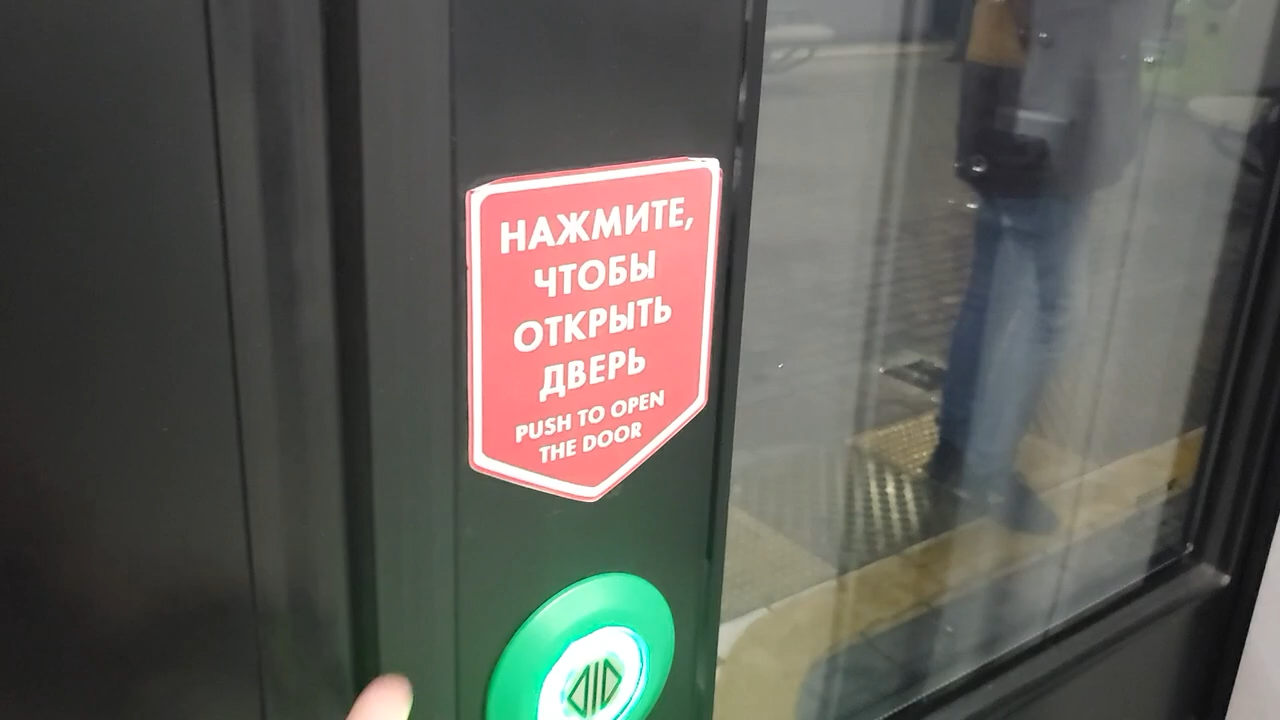 НАЖМИТЕ,
ЧТОБЫ
ОТКРЫТЬ
ДВЕРЬ
PUSH TO OPEN
THE DOOR